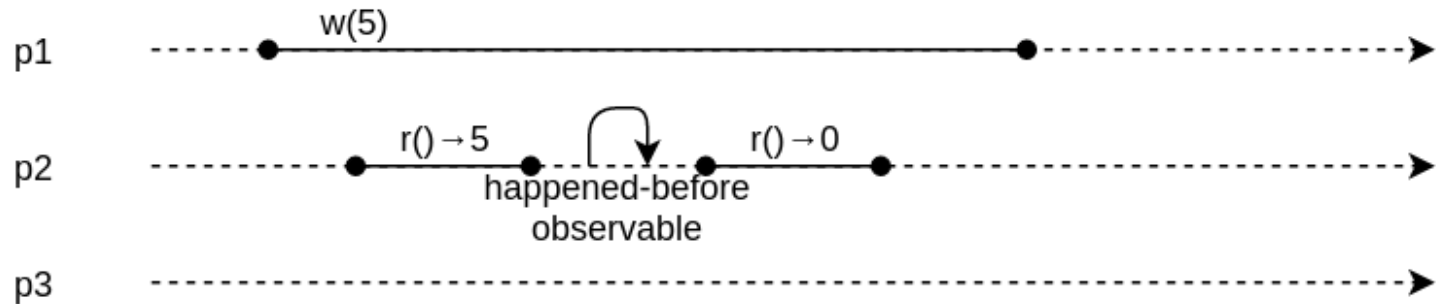 w(5)
p1
r()→5
r()→0
p2
happened-before
observable
p3